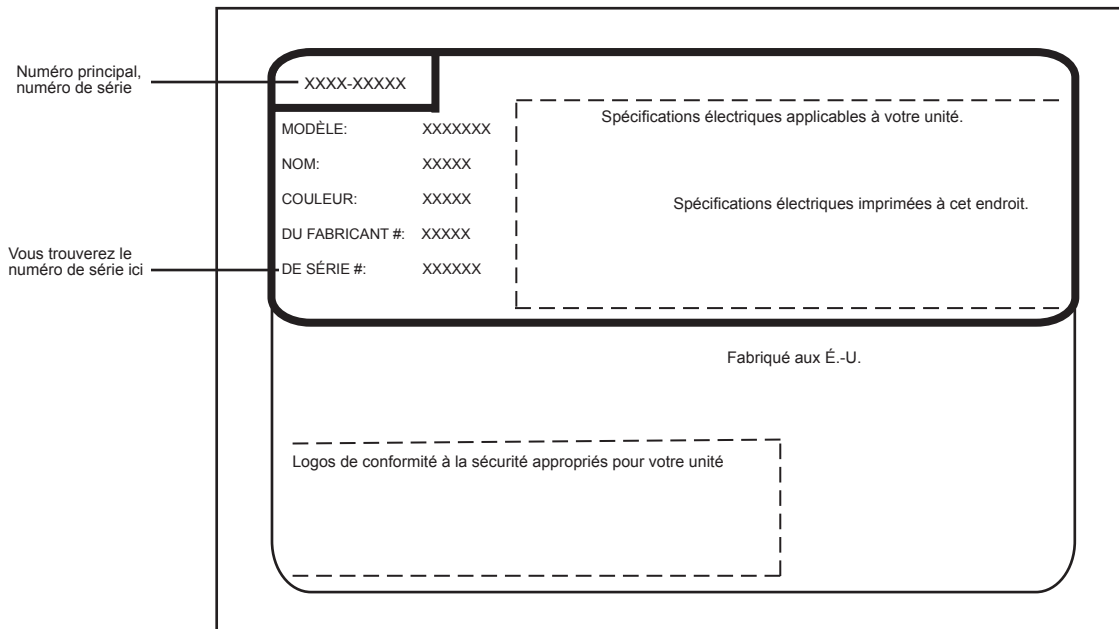 Numéro principal,
numéro de série
XXXX-XXXXX
MODÈLE: XXXXXXX
NOM: XXXXX
COULEUR: XXXXX
DU FABRICANT #: XXXXX
Vous trouverez le
numéro de série ici
DE SÉRIE #: XXXXXX
Spécifications électriques applicables à votre unité.
Spécifications électriques imprimées à cet endroit.
Fabriqué aux É.-U.
Logos de conformité à la sécurité appropriés pour votre unité